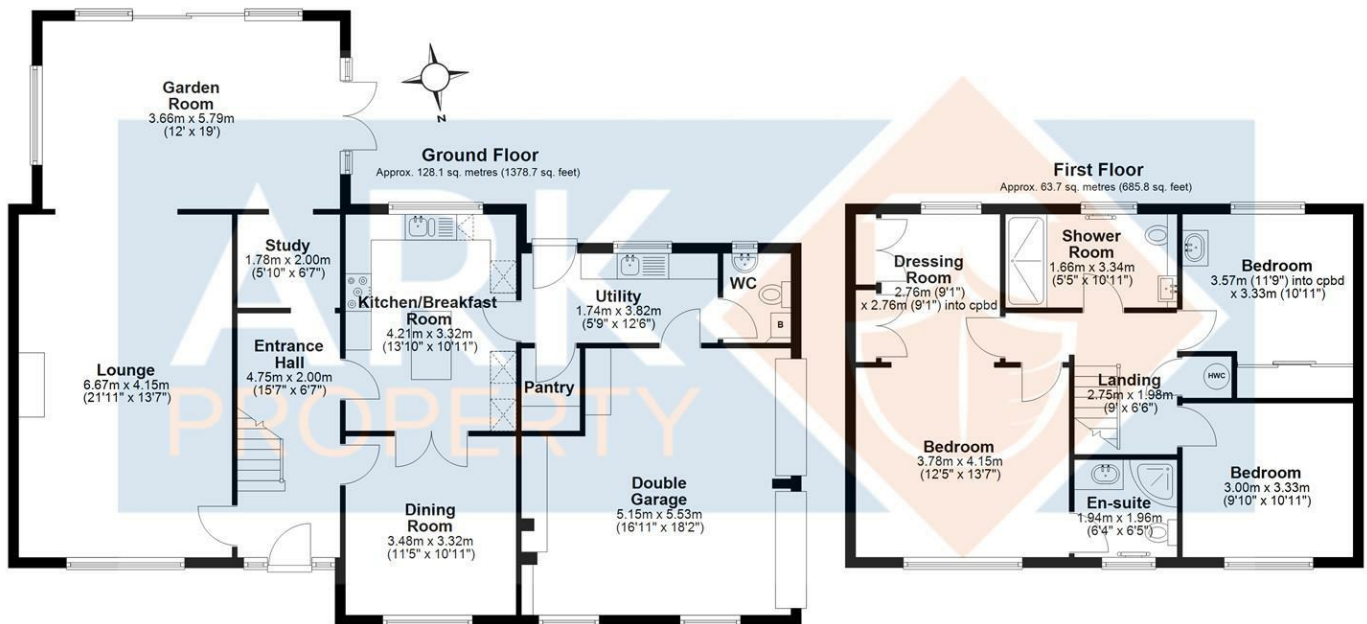 Garden
Room
3.66m x 5.79m
(12' x 19')
N
Ground Floor
Approx. 128.1 sq. metres (1378.7 sq. feet)
Study
1.78m x 2.00m
(5'10" x 6'7")
Kitchen/Breakfast
Room
4.21m x 3.32m
(13'10" x 10'11")
Utility
1.74m x 3.82m
(5'9" x 12'6")
WC
B
Entrance
Hall
4.75m x 2.00m
(15'7" x 6'7")
Lounge
6.67m x 4.15m
(21'11" x 13'7")
Pantry
Dining
Room
3.48m x 3.32m
(11'5" x 10'11")
Double
Garage
5.15m x 5.53m
(16'11" x 18'2")
First Floor
Approx. 63.7 sq. metres (685.8 sq. feet)
Dressing
Room
2.76m (9'1")
x 2.76m (9'1") into cpbd
Shower
Room
1.66m x 3.34m
(5'5" x 10'11")
Bedroom
3.57m (11'9") into cpbd
x 3.33m (10'11")
Landing
2.75m x 1.98m
(9' x 6'6")
HWC
Bedroom
3.78m x 4.15m
(12'5" x 13'7")
En-suite
1.94m x 1.96m
(6'4" x 6'5")
Bedroom
3.00m x 3.33m
(9'10" x 10'11")
ARK
PROPERTY